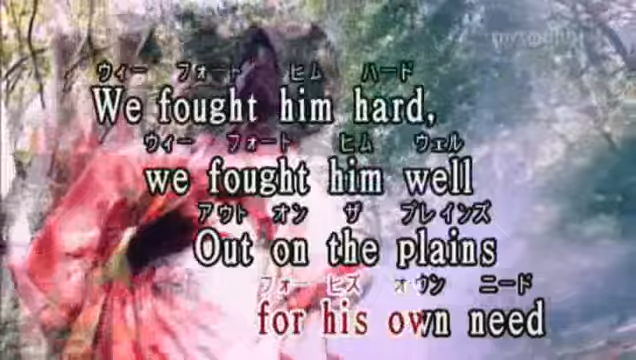 ウィー フォート ヒム ハード
We fought him hard,
ウィー フォート ヒム ウェル
we fought him well
アウト オン ザ プレインズ
Out on the plains
フォー ヒズ オウン ニード
for his own need